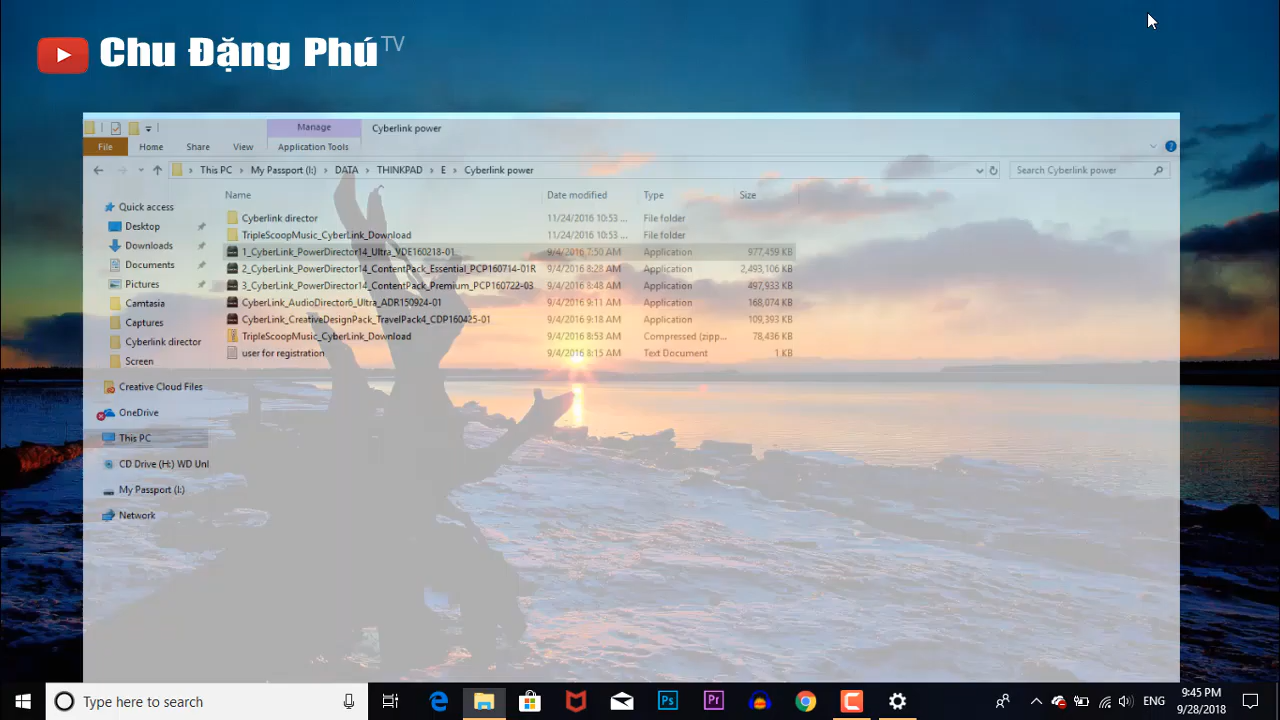 Chu Đặng Phú TV
Manage Cyberlink power
File Home Share View Application Tools
This PC My Passport (I:) DATA THINKPAD E Cyberlink power Search Cyberlink power
Name Date modified Type Size
Quick access
Desktop
Downloads
Documents
Pictures
Camtasia
Captures
Cyberlink director
Screen
Creative Cloud Files
OneDrive
This PC
CD Drive (H:) WD Unl
My Passport (I:)
Network
Cyberlink director 11/24/2016 10:53 ... File folder
TripleScoopMusic_CyberLink_Download 11/24/2016 10:53 ... File folder
1_CyberLink_PowerDirector14_Ultra_VDE160218-01 9/4/2016 7:50 AM Application 977,459 KB
2_CyberLink_PowerDirector14_ContentPack_Essential_PCP160714-01R 9/4/2016 8:28 AM Application 2,493,106 KB
3_CyberLink_PowerDirector14_ContentPack_Premium_PCP160722-03 9/4/2016 8:48 AM Application 497,933 KB
CyberLink_AudioDirector6_Ultra_ADR150924-01 9/4/2016 9:11 AM Application 168,074 KB
CyberLink_CreativeDesignPack_TravelPack4_CDP160425-01 9/4/2016 9:18 AM Application 109,393 KB
TripleScoopMusic_CyberLink_Download 9/4/2016 8:53 AM Compressed (zipp... 78,436 KB
user for registration 9/4/2016 8:15 AM Text Document 1 KB
Type here to search Ps Pr ENG 9:45 PM
9/28/2018